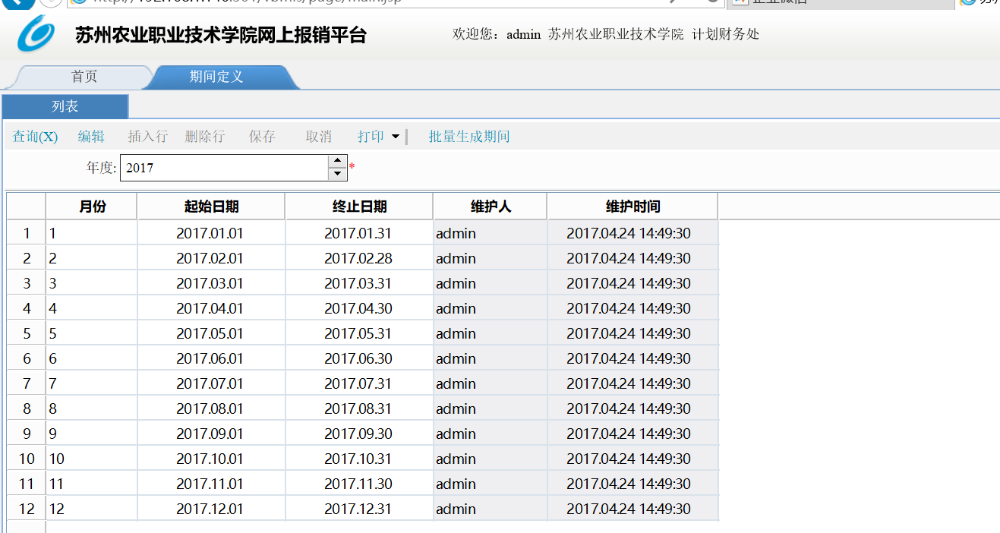 苏州农业职业技术学院网上报销平台 欢迎您：admin 苏州农业职业技术学院 计划财务处
首页 期间定义
列表
查询(X) 编辑 插入行 删除行 保存 取消 打印 批量生成期间
年度: 2017 *
月份 起始日期 终止日期 维护人 维护时间
1 1 2017.01.01 2017.01.31 admin 2017.04.24 14:49:30
2 2 2017.02.01 2017.02.28 admin 2017.04.24 14:49:30
3 3 2017.03.01 2017.03.31 admin 2017.04.24 14:49:30
4 4 2017.04.01 2017.04.30 admin 2017.04.24 14:49:30
5 5 2017.05.01 2017.05.31 admin 2017.04.24 14:49:30
6 6 2017.06.01 2017.06.30 admin 2017.04.24 14:49:30
7 7 2017.07.01 2017.07.31 admin 2017.04.24 14:49:30
8 8 2017.08.01 2017.08.31 admin 2017.04.24 14:49:30
9 9 2017.09.01 2017.09.30 admin 2017.04.24 14:49:30
10 10 2017.10.01 2017.10.31 admin 2017.04.24 14:49:30
11 11 2017.11.01 2017.11.30 admin 2017.04.24 14:49:30
12 12 2017.12.01 2017.12.31 admin 2017.04.24 14:49:30